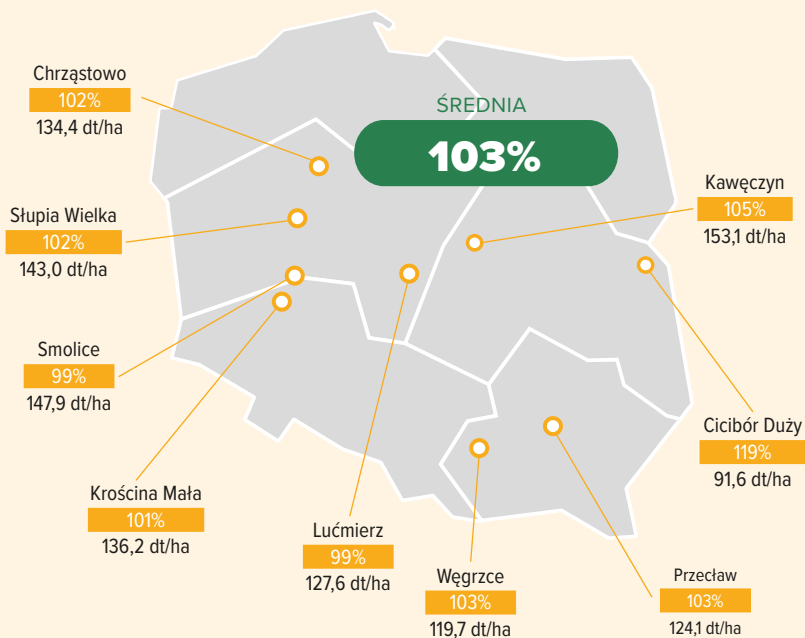 ŚREDNIA
103%
Chrząstowo
102%
134,4 dt/ha
Słupia Wielka
102%
143,0 dt/ha
Smolice
99%
147,9 dt/ha
Krościna Mała
101%
136,2 dt/ha
Lućmierz
99%
127,6 dt/ha
Węgrzce
103%
119,7 dt/ha
Przecław
103%
124,1 dt/ha
Cicibór Duży
119%
91,6 dt/ha
Kawęczyn
105%
153,1 dt/ha